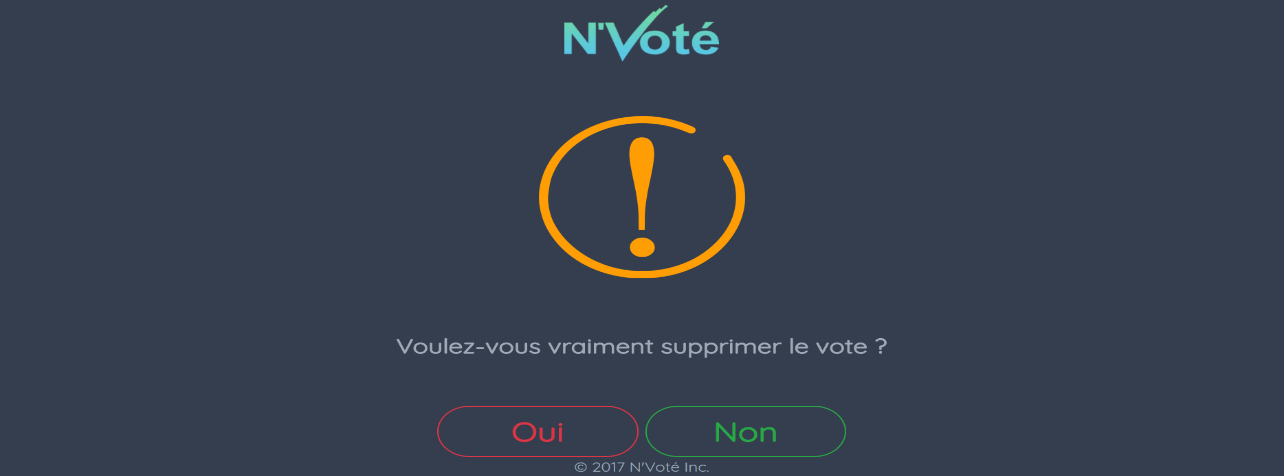 N'Voté
Voulez-vous vraiment supprimer le vote ?
Oui Non
© 2017 N'Voté Inc.